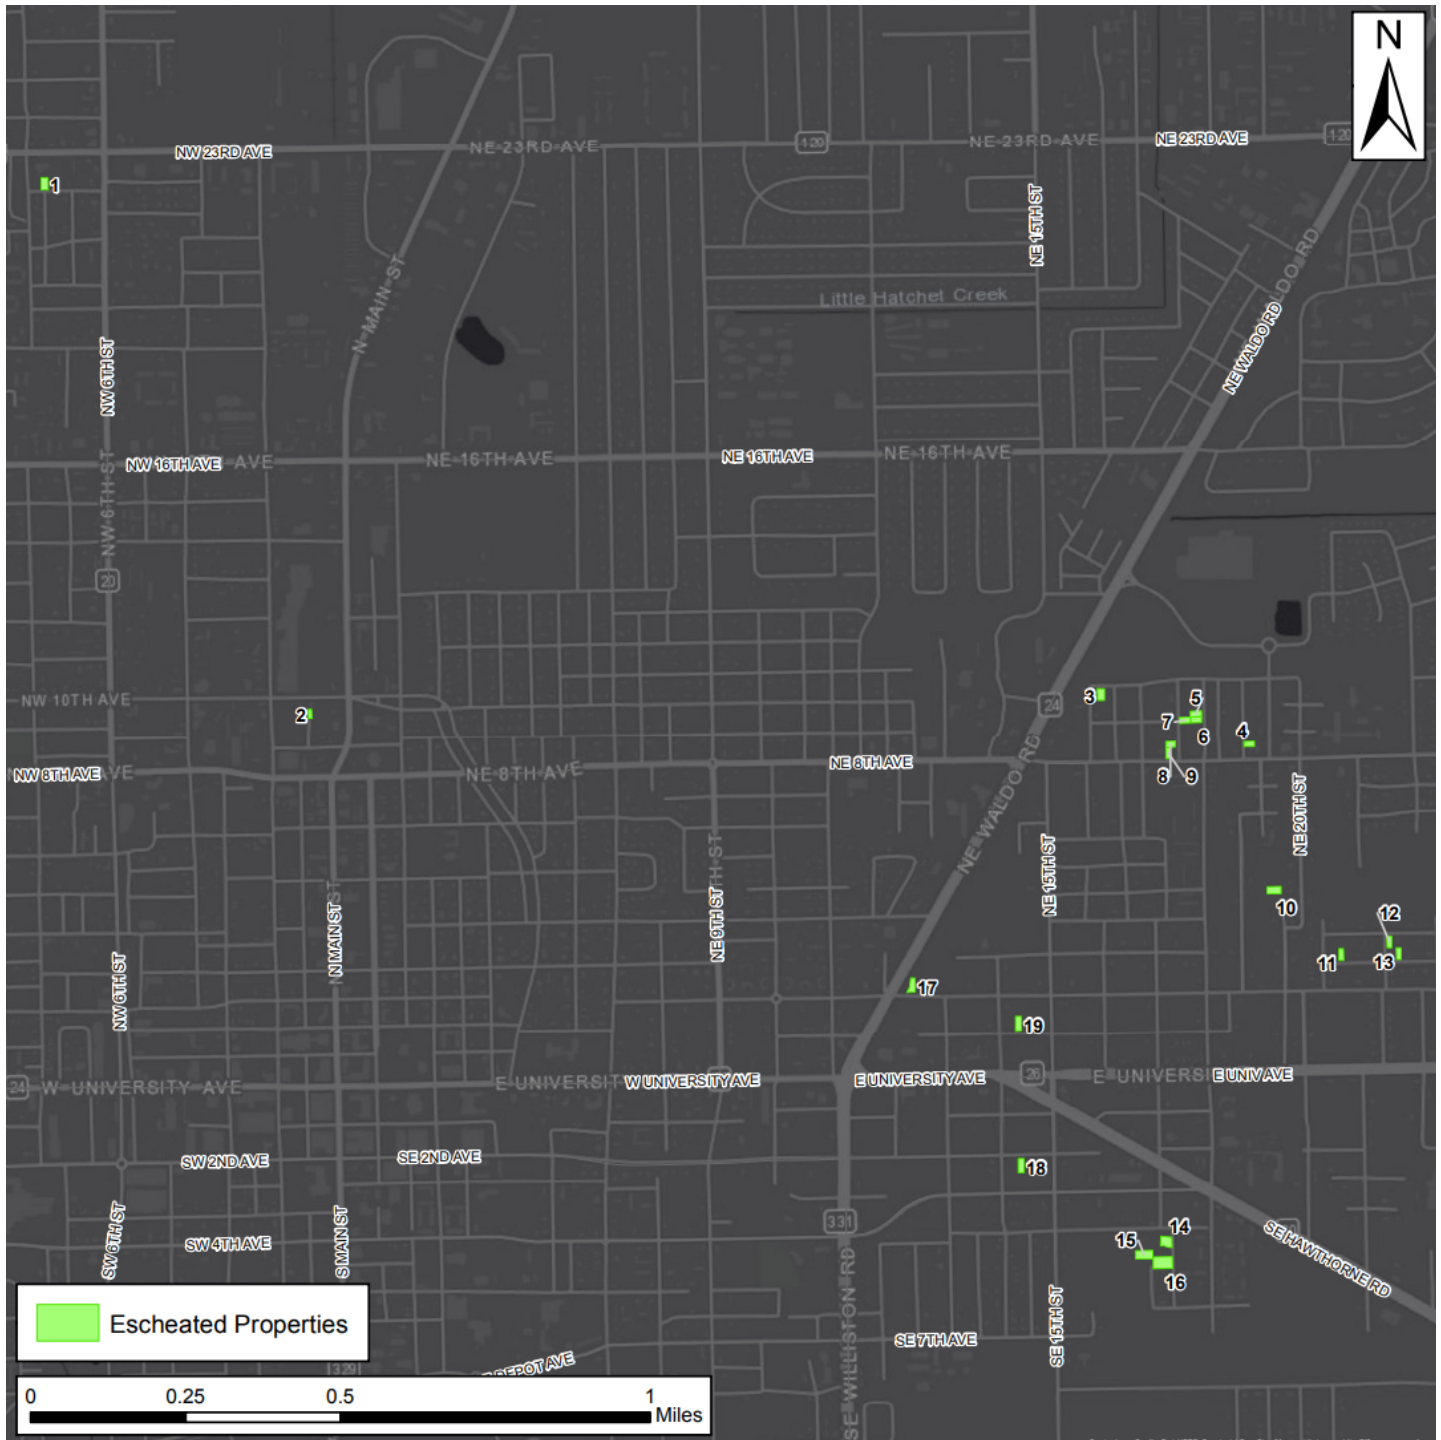 N
NW 23RD AVE
NE 23RD AVE
120
NE 23RD AVE
NE 23RD AVE
120
1
NE 15TH ST
N MAIN ST
NE WALDO RD
Little Hatchet Creek
NE WALDO RD
NW 6TH ST
NW 16TH AVE
AVE
NE 16TH AVE
NE 16TH AVE
NE 16TH AVE
NW 6TH ST
20
NW 10TH AVE
2
3
24
5
7
6
4
NW 8TH AVE
AVE
NE 8TH AVE
NE 8TH AVE
8
9
NE WALDO RD
NE 20TH ST
NE 15TH ST
10
12
11
13
N MAIN ST
ST
NE 9TH ST
TH ST
NW 6TH ST
17
19
24
W UNIVERSITY AVE
E UNIVERSIT
W UNIVERSITY AVE
E UNIVERSITY AVE
26
E UNIVERSI
E UNIV AVE
SW 2ND AVE
SE 2ND AVE
18
SW 6TH ST
SW 4TH AVE
S MAIN ST
331
14
15
16
SE HAWTHORNE RD
SE WILLISTON RD
SE 15TH ST
SE 7TH AVE
329
DEPOT AVE
Escheated Properties
0
0.25
0.5
1
Miles